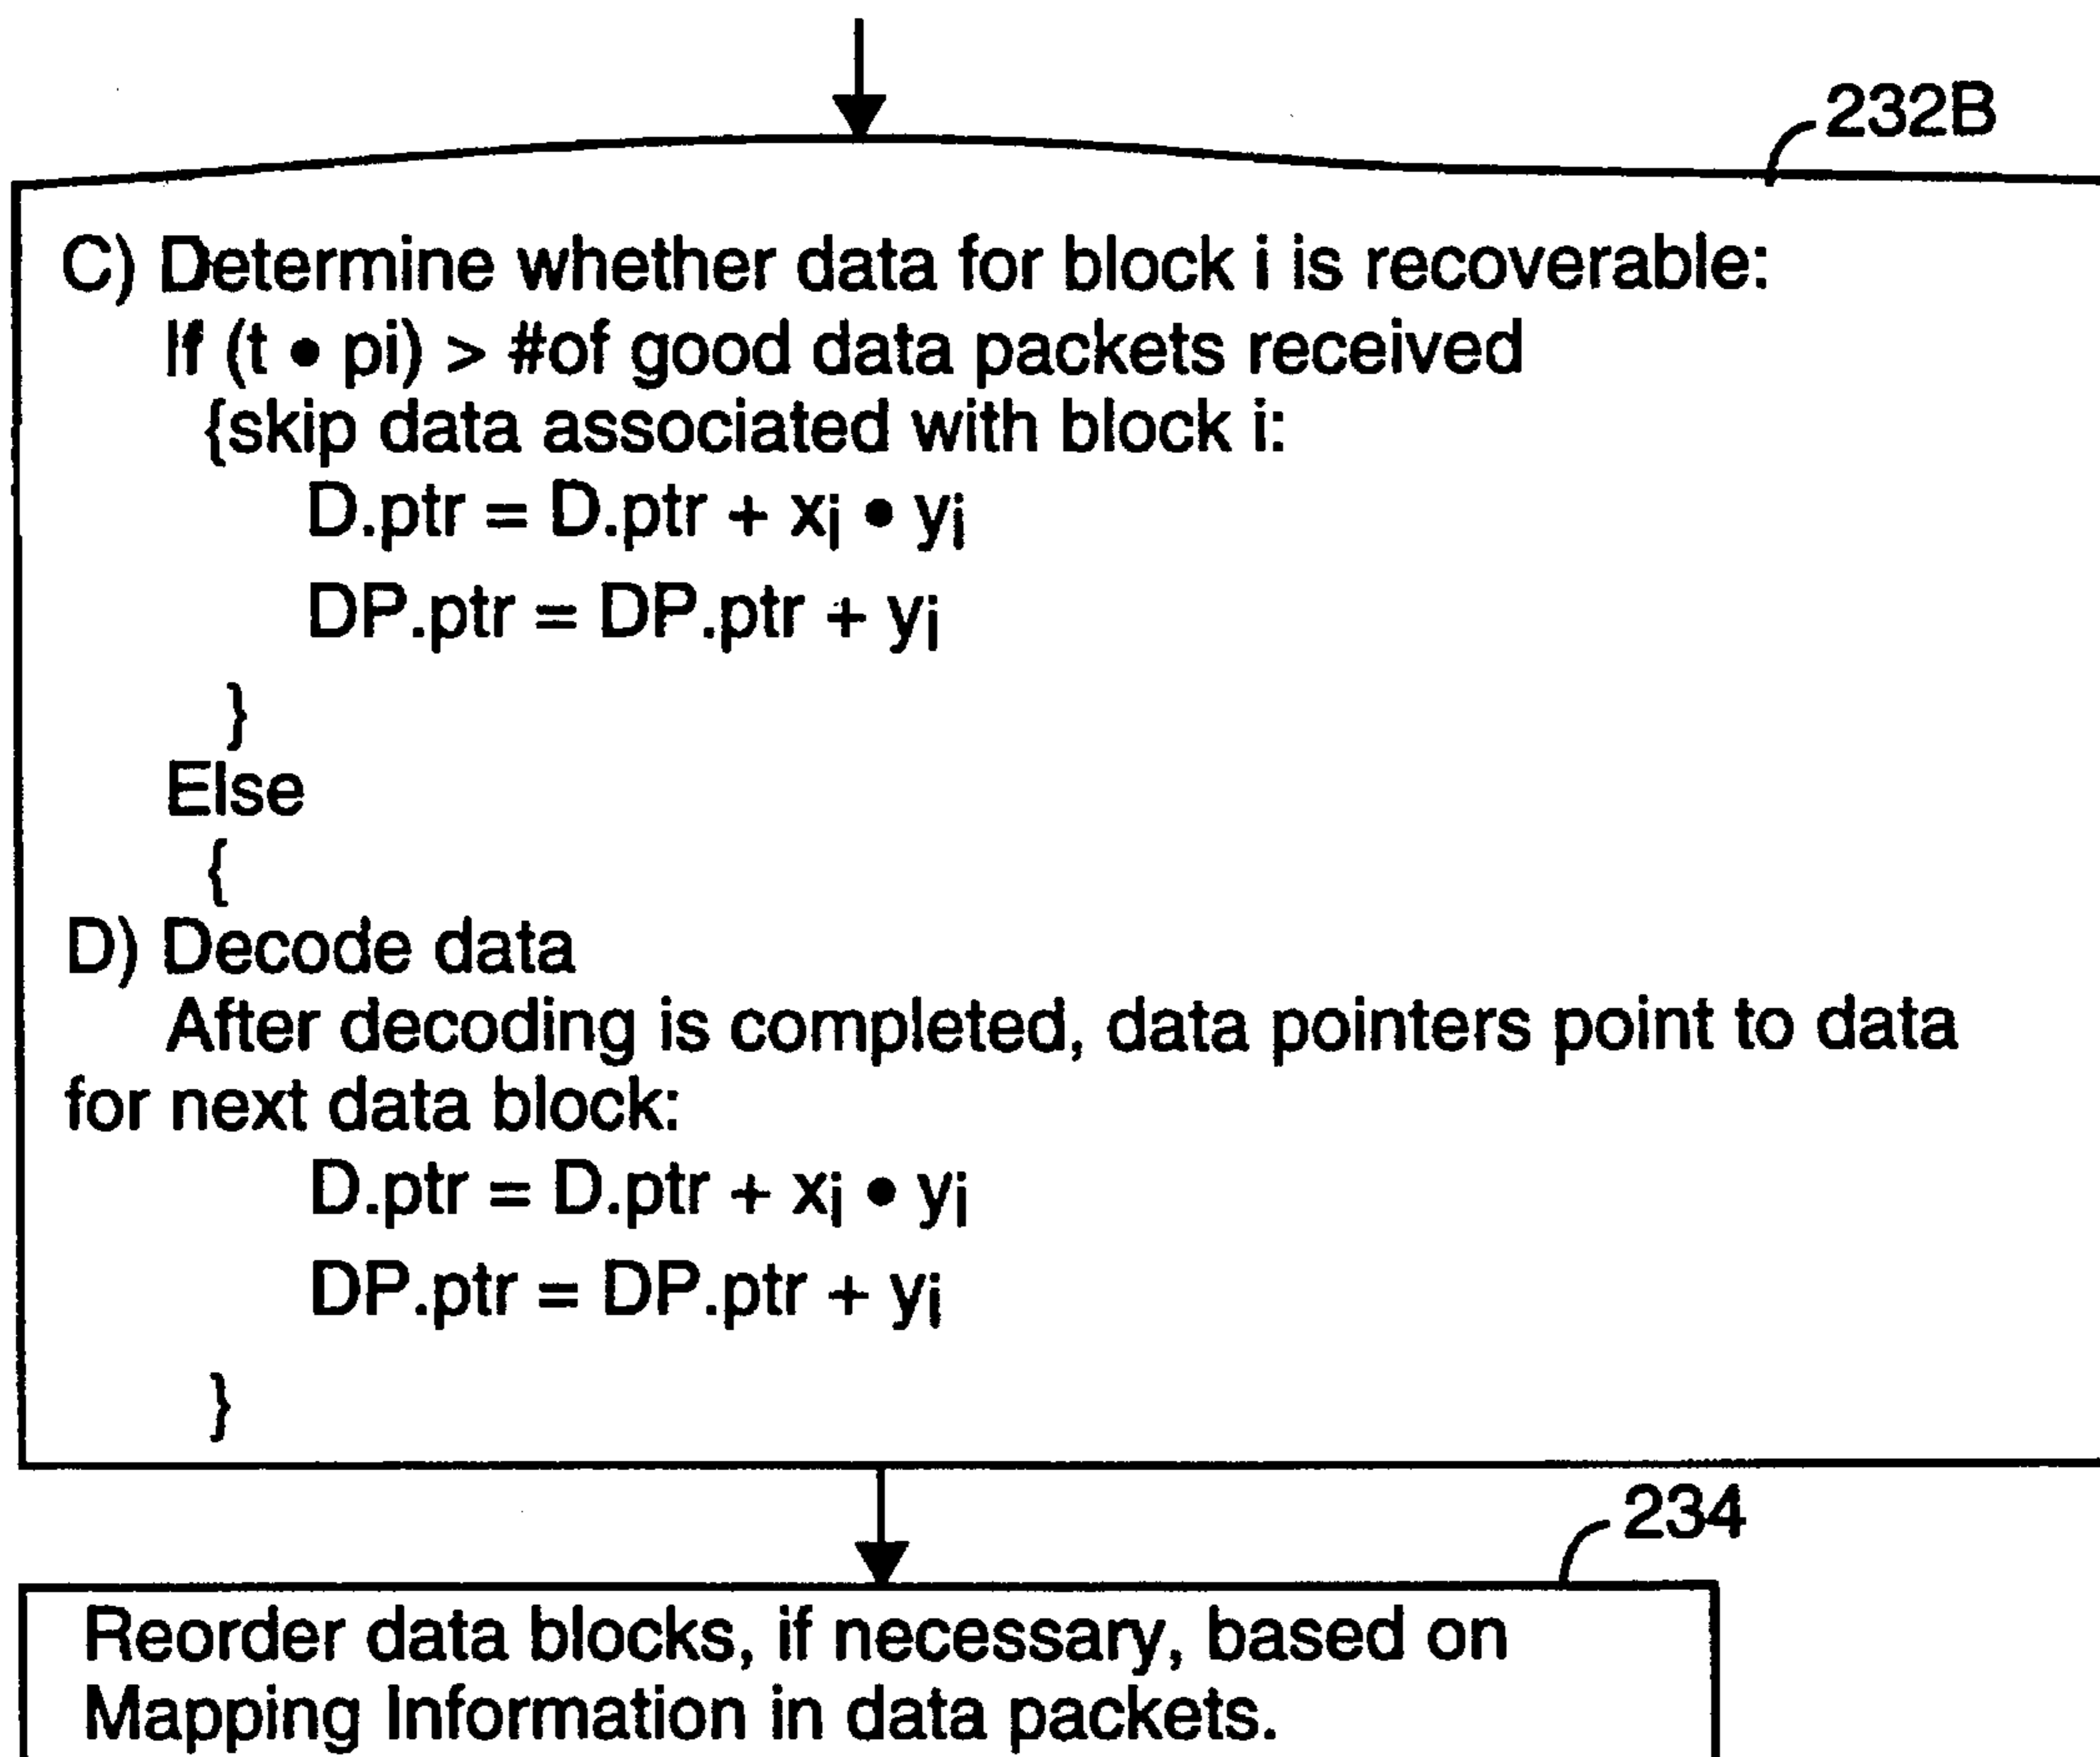 232B
C) Determine whether data for block i is recoverable:
If (t • pi) > #of good data packets received
{skip data associated with block i:
D.ptr = D.ptr + xi • yi
DP.ptr = DP.ptr + yi
}
Else
{
D) Decode data
After decoding is completed, data pointers point to data
for next data block:
D.ptr = D.ptr + xi • yi
DP.ptr = DP.ptr + yi
}
234
Reorder data blocks, if necessary, based on
Mapping Information in data packets.